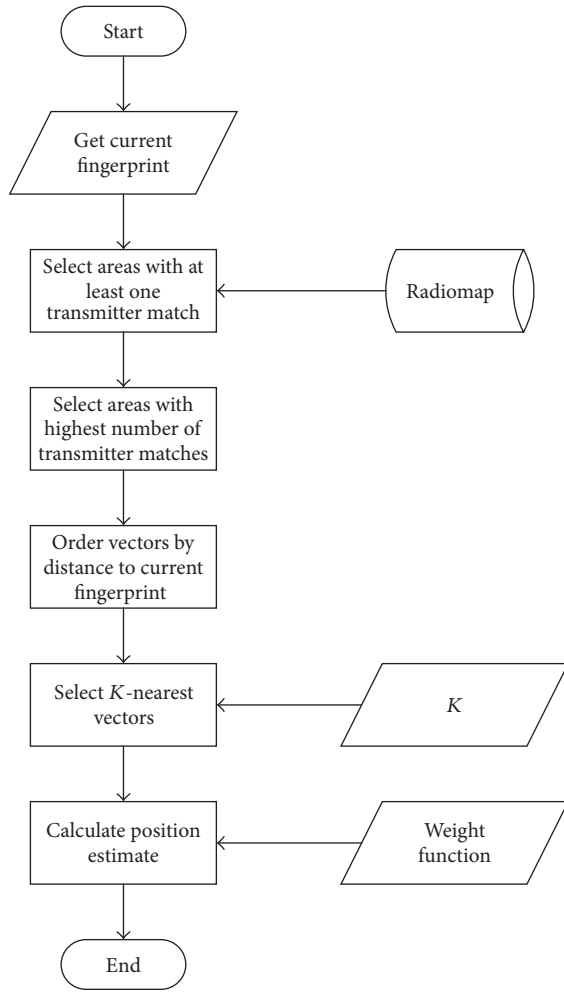 Start
Get current
fingerprint
Select areas with at
least one
transmitter match
Radiomap
Select areas with
highest number of
transmitter matches
Order vectors by
distance to current
fingerprint
Select K-nearest
vectors
K
Calculate position
estimate
Weight
function
End